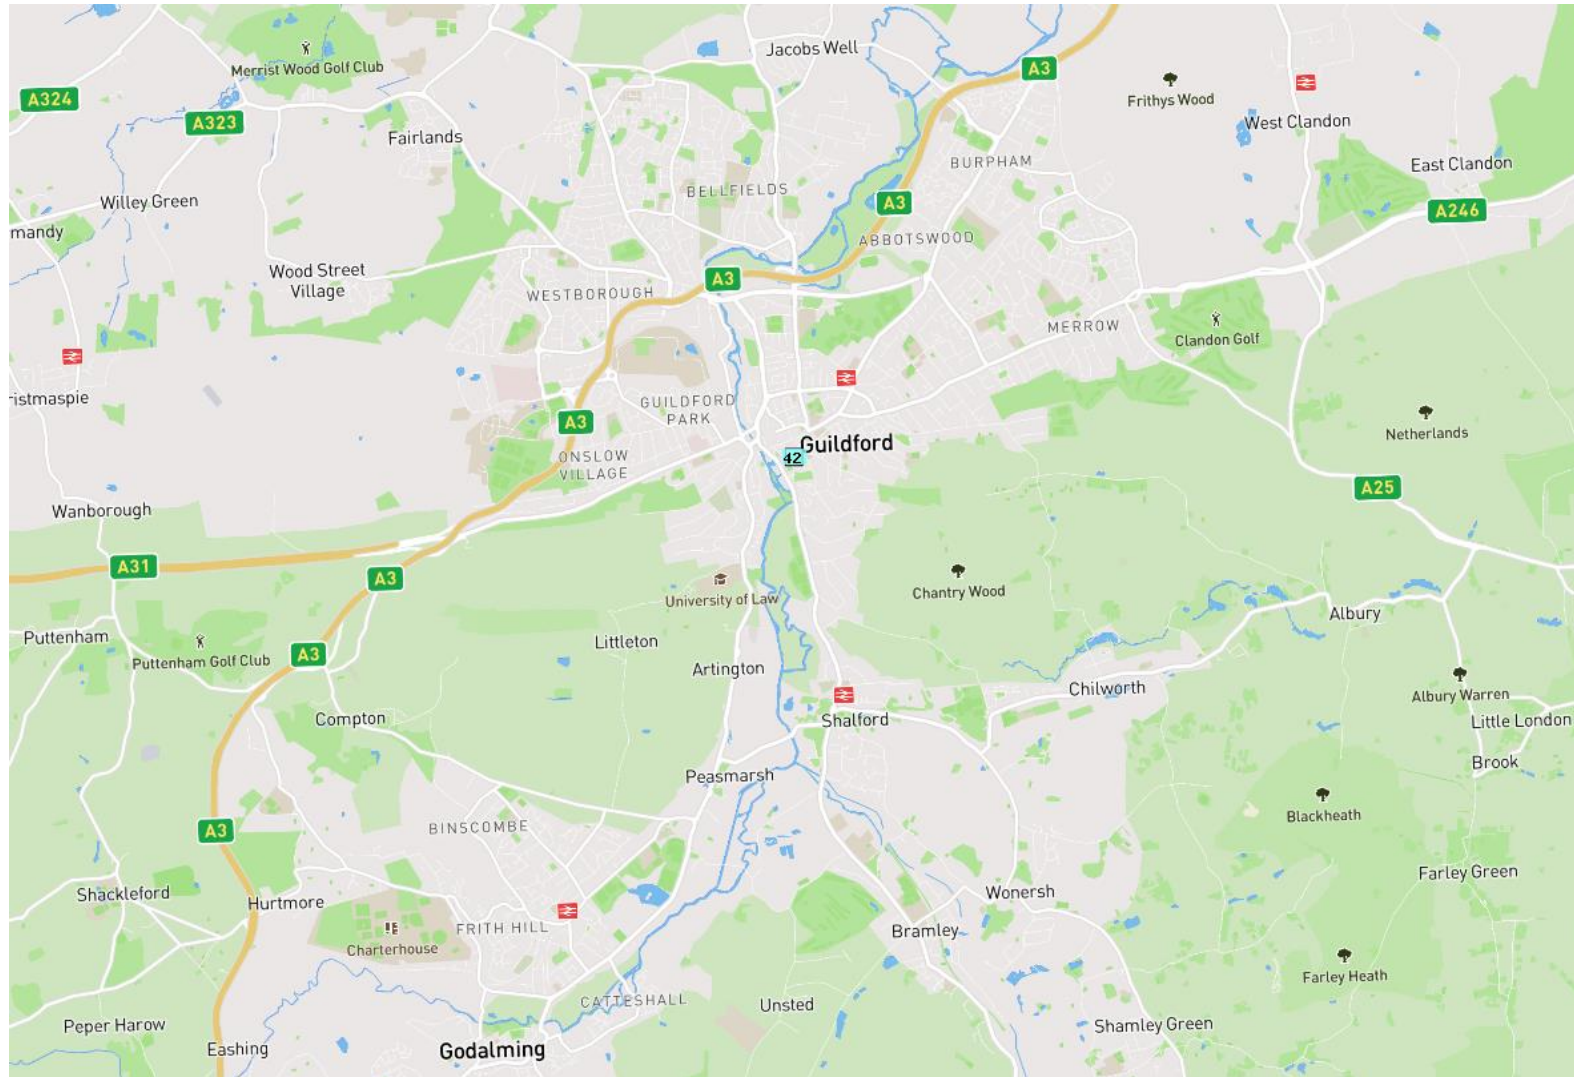 Jacobs Well
A3
Merrist Wood Golf Club
A324
A323
Frithys Wood
West Clandon
Fairlands
BURPHAM
East Clandon
BELLFIELDS
Willey Green
A3
A246
mandy
ABBOTSWOOD
Wood Street
Village
A3
WESTBOROUGH
MERROW
Clandon Golf
ristmaspie
GUILDFORD
PARK
A3
Netherlands
Guildford
42
ONSLOW
VILLAGE
A25
Wanborough
A31
A3
University of Law
Chantry Wood
Albury
Puttenham
Littleton
A3
Puttenham Golf Club
Artington
Chilworth
Albury Warren
Compton
Shalford
Little London
Brook
Peasmarsh
A3
BINSCOMBE
Blackheath
Farley Green
Shackleford
Hurtmore
Wonersh
FRITH HILL
Bramley
Charterhouse
Farley Heath
CATTESHALL
Unsted
Peper Harow
Shamley Green
Eashing
Godalming